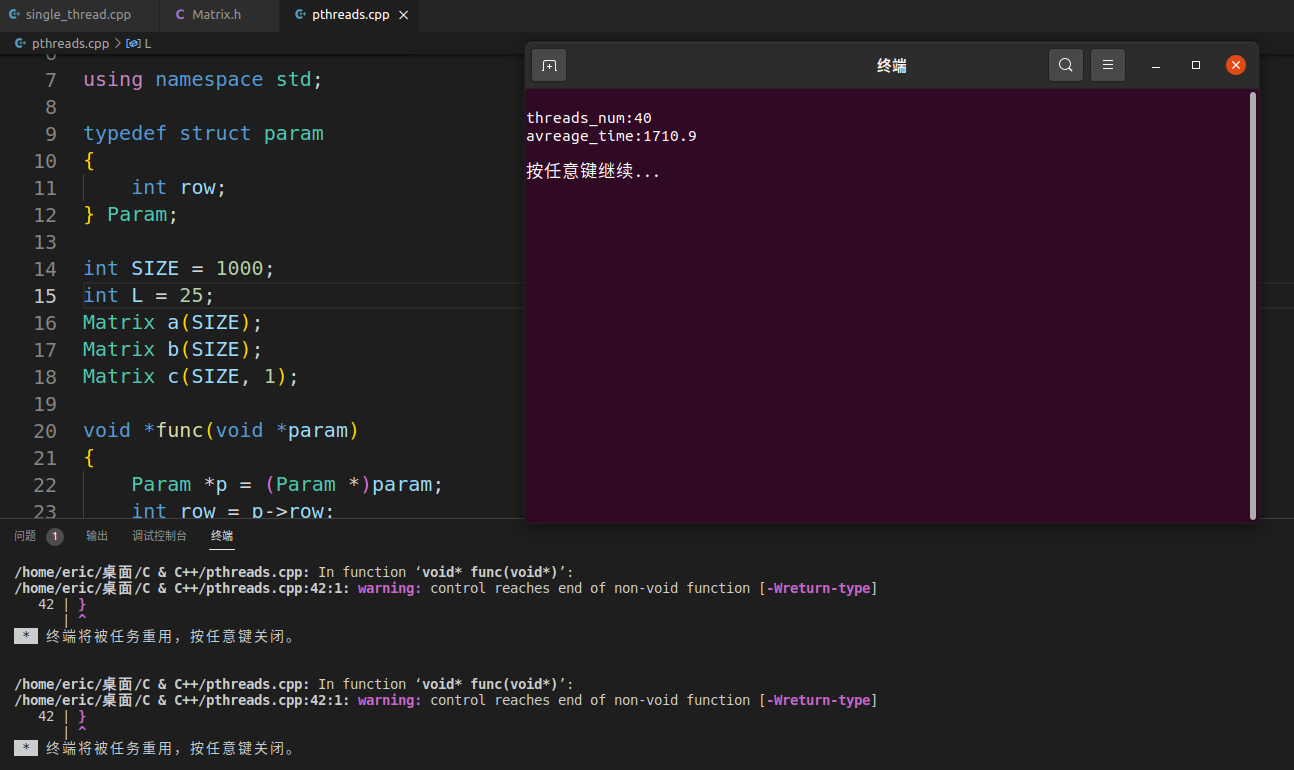 single_thread.cpp
Matrix.h
pthreads.cpp
pthreads.cpp > L
7 using namespace std;
8
9 typedef struct param
10 {
11 int row;
12 } Param;
13
14 int SIZE = 1000;
15 int L = 25;
16 Matrix a(SIZE);
17 Matrix b(SIZE);
18 Matrix c(SIZE, 1);
19
20 void *func(void *param)
21 {
22 Param *p = (Param *)param;
23 int row = p->row;
终端
threads_num:40
avreage_time:1710.9
按任意键继续...
问题 1 输出 调试控制台 终端
/home/eric/桌面/C & C++/pthreads.cpp: In function ‘void* func(void*)’:
/home/eric/桌面/C & C++/pthreads.cpp:42:1: warning: control reaches end of non-void function [-Wreturn-type]
42 | }
| ^
* 终端将被任务重用，按任意键关闭。
/home/eric/桌面/C & C++/pthreads.cpp: In function ‘void* func(void*)’:
/home/eric/桌面/C & C++/pthreads.cpp:42:1: warning: control reaches end of non-void function [-Wreturn-type]
42 | }
| ^
* 终端将被任务重用，按任意键关闭。